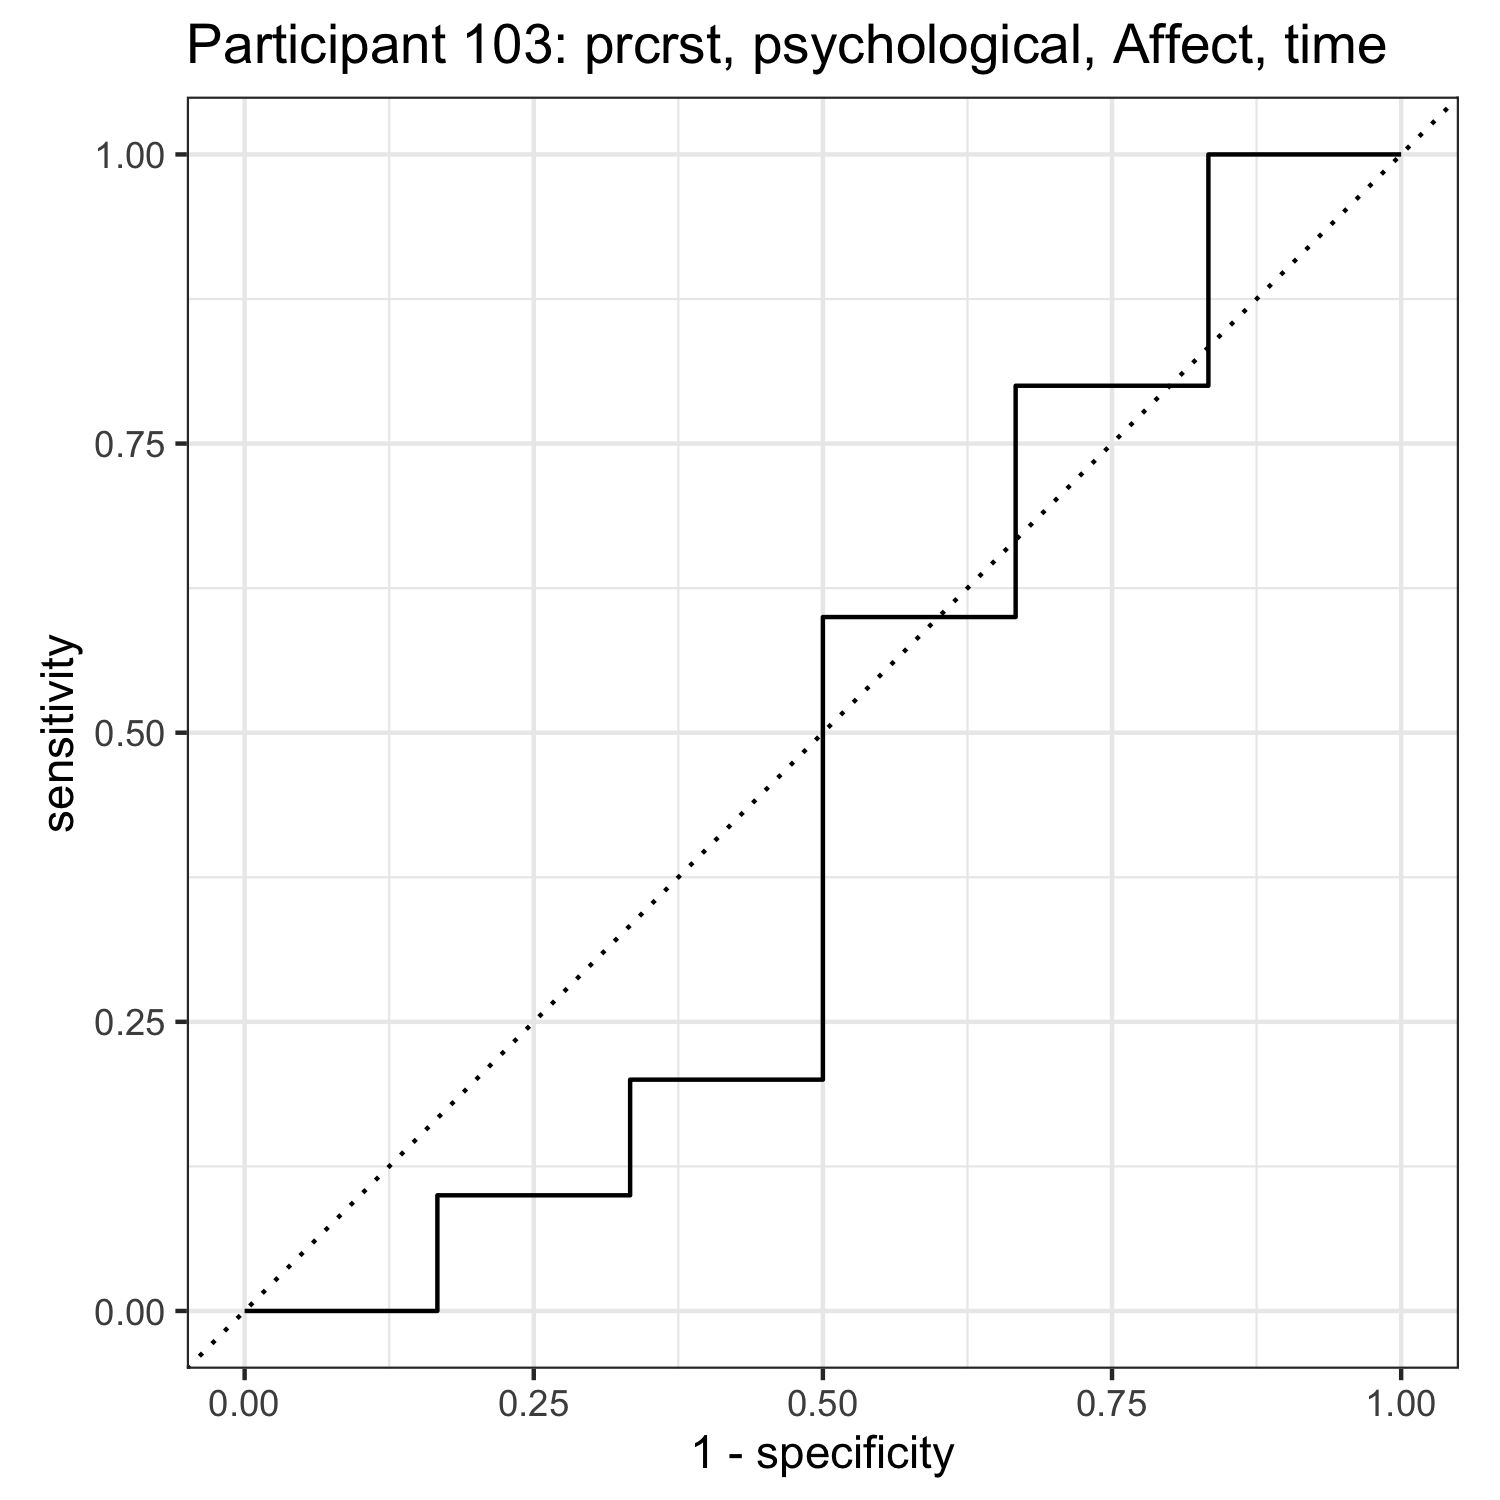 Participant 103: prcrst, psychological, Affect, time
1.00
0.75
0.50
0.25
0.00
sensitivity
0.00 0.25 0.50 0.75 1.00
1 - specificity